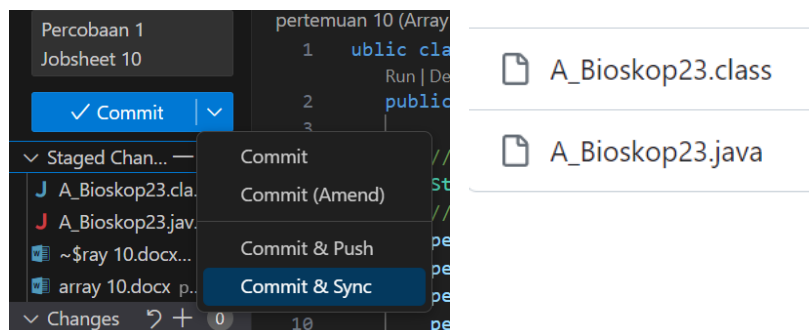 Percobaan 1
Jobsheet 10
Commit
Staged Chan...
A_Bioskop23.cla...
A_Bioskop23.jav...
~$ray 10.docx...
array 10.docx p...
Changes 0
pertemuan 10 (Array
1 ublic cla
Run | De
2 public
3
//
St
//
pe
pe
pe
10 pe
Commit
Commit (Amend)
Commit & Push
Commit & Sync
A_Bioskop23.class
A_Bioskop23.java